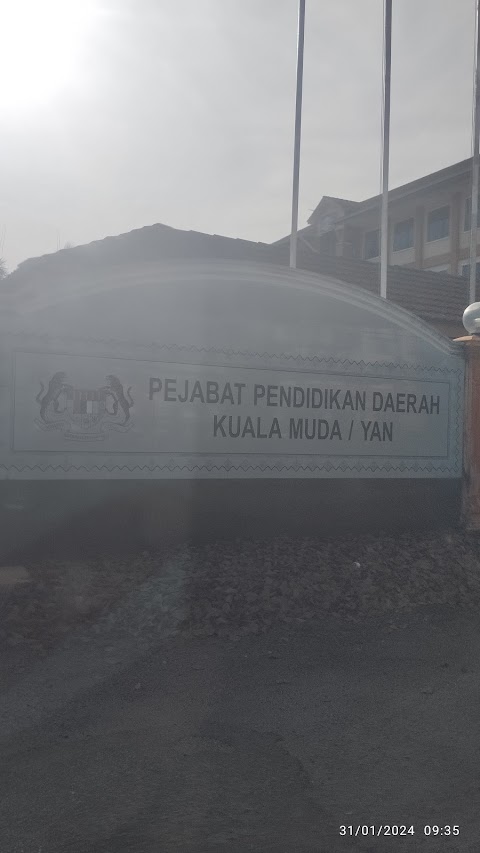 PEJABAT PENDIDIKAN DAERAH
KUALA MUDA / YAN
31/01/2024 09:35